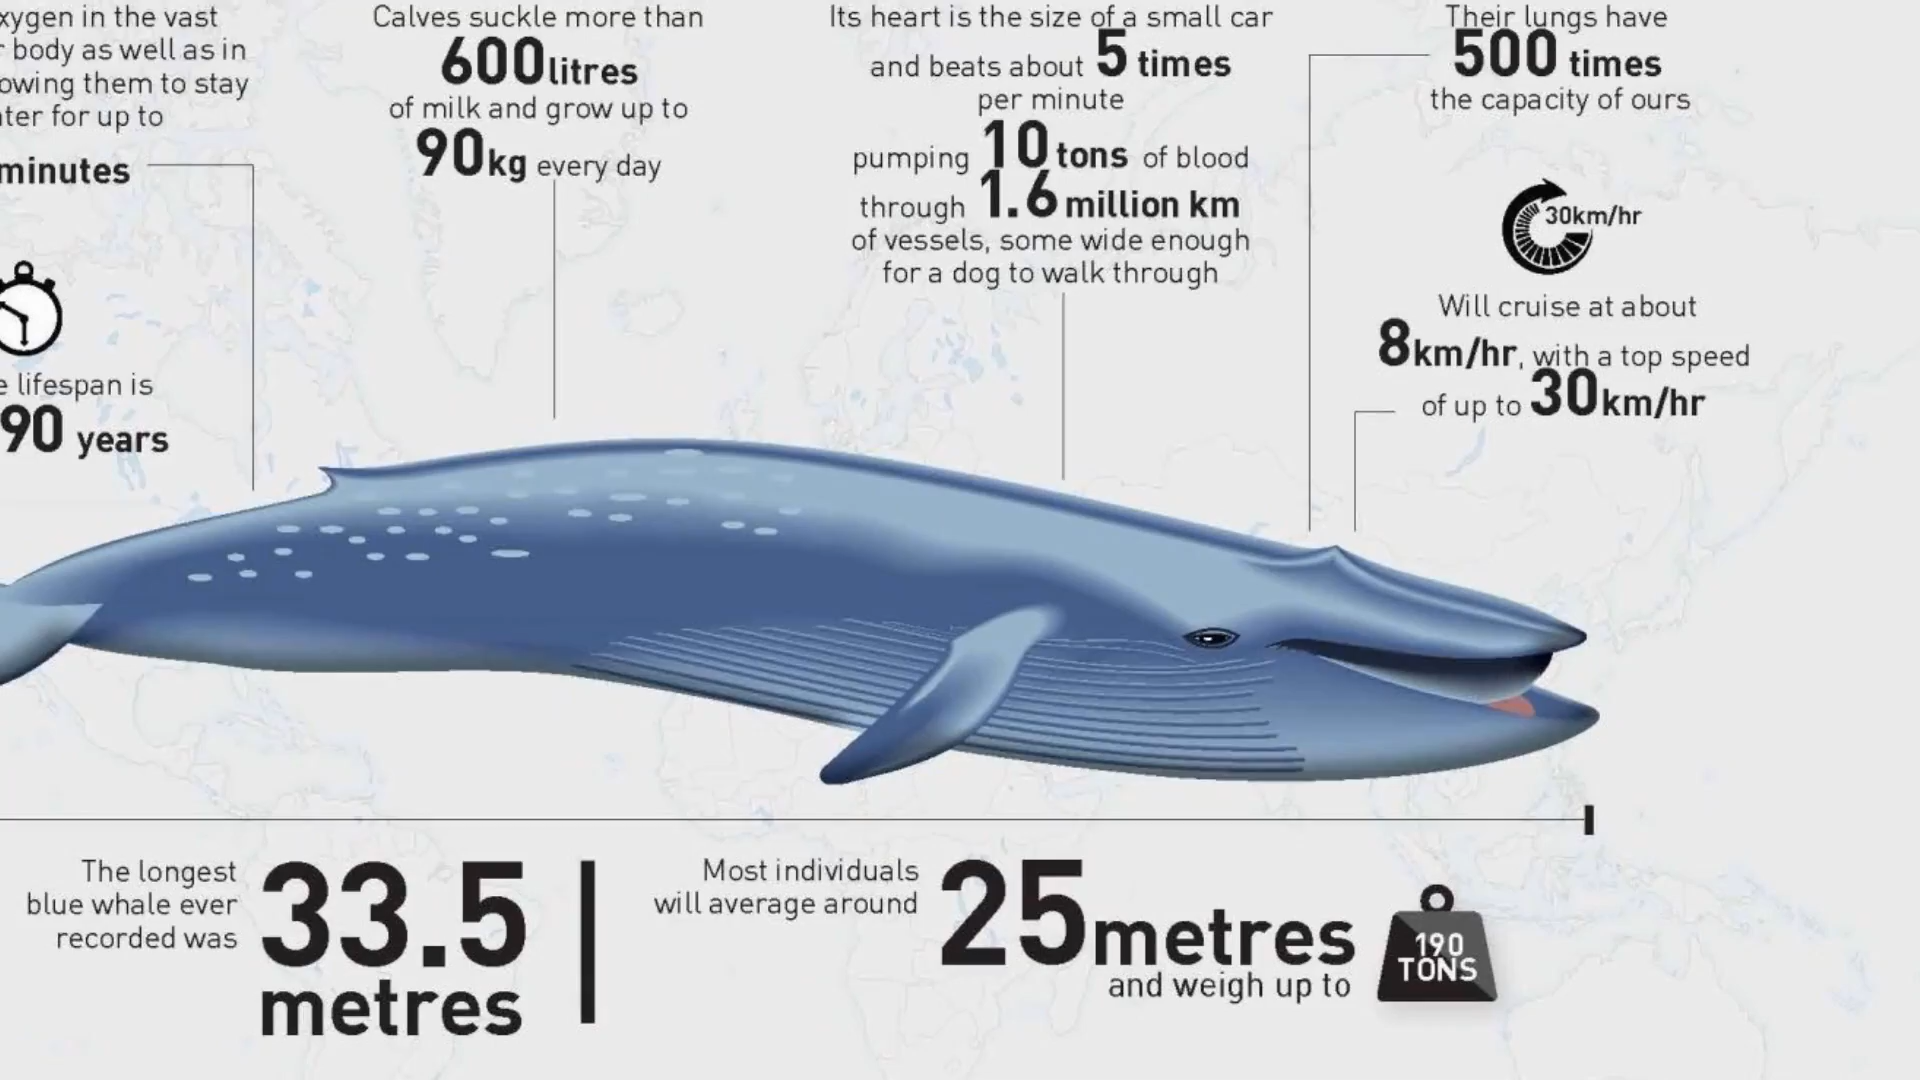 in the vast
body as well as in
them to stay
for up to
minutes
lifespan is
90 years
Calves suckle more than
600 litres
of milk and grow up to
90kg every day
Its heart is the size of a small car
and beats about 5 times
per minute
pumping 10 tons of blood
through 1.6 million km
of vessels, some wide enough
for a dog to walk through
Their lungs have
500 times
the capacity of ours
30km/hr
Will cruise at about
8km/hr, with a top speed
of up to 30km/hr
The longest
blue whale ever
recorded was
33.5
metres
Most individuals
will average around
25 metres
and weigh up to
190
TONS